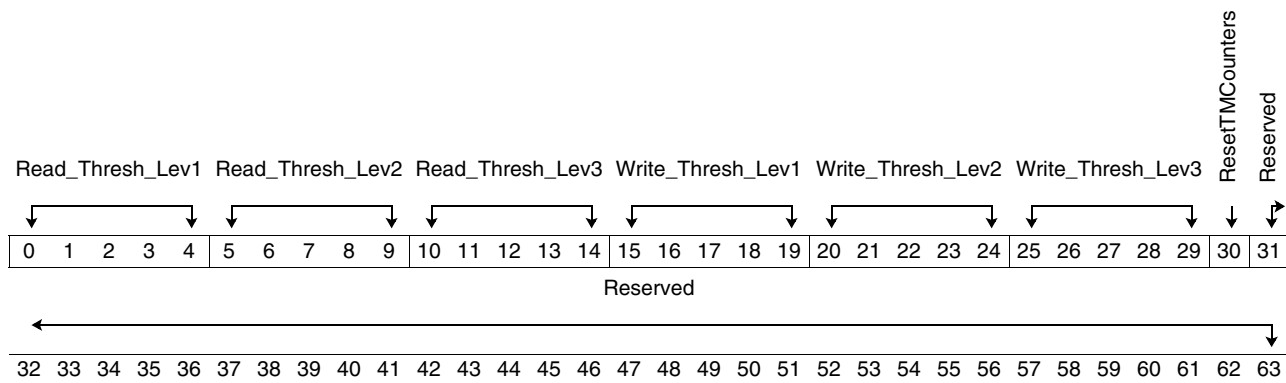 ResetTMCounters
Reserved
Read_Thresh_Lev1 Read_Thresh_Lev2 Read_Thresh_Lev3 Write_Thresh_Lev1 Write_Thresh_Lev2 Write_Thresh_Lev3
0 1 2 3 4 5 6 7 8 9 10 11 12 13 14 15 16 17 18 19 20 21 22 23 24 25 26 27 28 29 30 31
Reserved
32 33 34 35 36 37 38 39 40 41 42 43 44 45 46 47 48 49 50 51 52 53 54 55 56 57 58 59 60 61 62 63